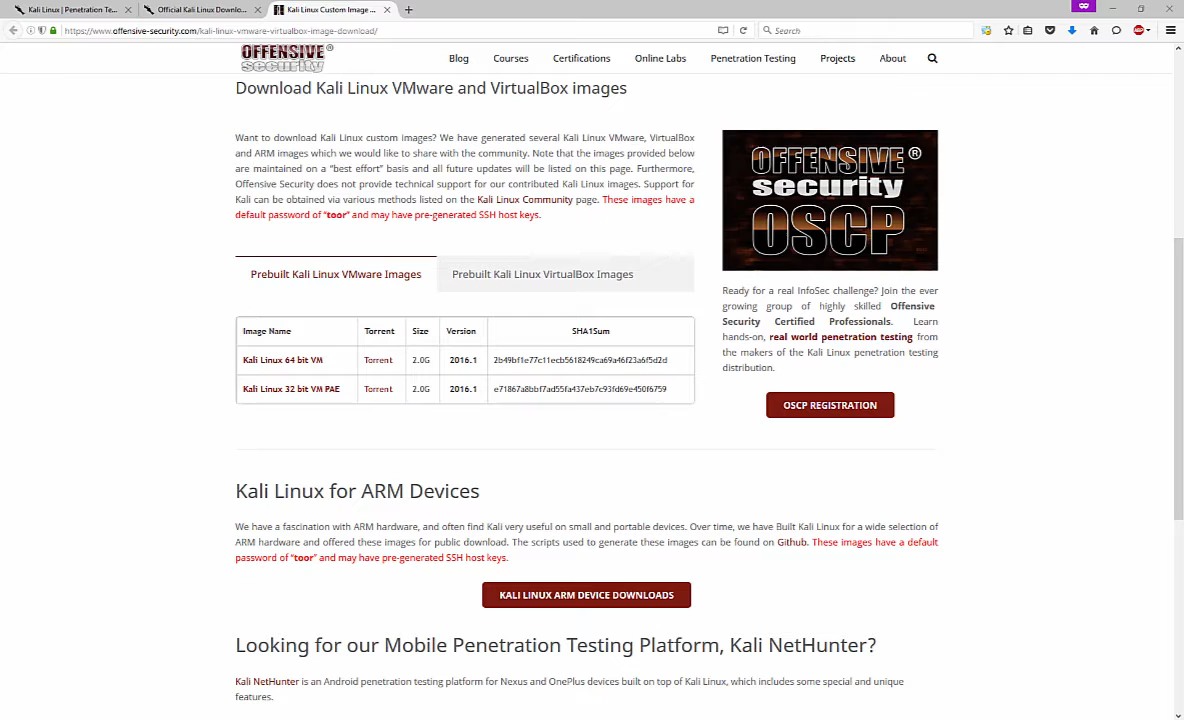 Kali Linux | Penetration Te...
Official Kali Linux Downlo...
Kali Linux Custom Image ...
https://www.offensive-security.com/kali-linux-vmware-virtualbox-image-download/
Search
OFFENSIVE®
security
Blog
Courses
Certifications
Online Labs
Penetration Testing
Projects
About
Download Kali Linux VMware and VirtualBox images
Want to download Kali Linux custom images? We have generated several Kali Linux VMware, VirtualBox
and ARM images which we would like to share with the community. Note that the images provided below
are maintained on a “best effort” basis and all future updates will be listed on this page. Furthermore,
Offensive Security does not provide technical support for our contributed Kali Linux images. Support for
Kali can be obtained via various methods listed on the Kali Linux Community page. These images have a
default password of “toor” and may have pre-generated SSH host keys.
Prebuilt Kali Linux VMware Images
Prebuilt Kali Linux VirtualBox Images
Image Name Torrent Size Version SHA1Sum
Kali Linux 64 bit VM Torrent 2.0G 2016.1 2b49bf1e77c11ecb5618249ca69a46f23a6f5d2d
Kali Linux 32 bit VM PAE Torrent 2.0G 2016.1 e71867a8bbf7ad55fa437eb7c93fd69e450f6759
OFFENSIVE®
security
OSCP
Ready for a real InfoSec challenge? Join the ever
growing group of highly skilled Offensive
Security Certified Professionals. Learn
hands-on, real world penetration testing from
the makers of the Kali Linux penetration testing
distribution.
OSCP REGISTRATION
Kali Linux for ARM Devices
We have a fascination with ARM hardware, and often find Kali very useful on small and portable devices. Over time, we have Built Kali Linux for a wide selection of
ARM hardware and offered these images for public download. The scripts used to generate these images can be found on Github. These images have a default
password of “toor” and may have pre-generated SSH host keys.
KALI LINUX ARM DEVICE DOWNLOADS
Looking for our Mobile Penetration Testing Platform, Kali NetHunter?
Kali NetHunter is an Android penetration testing platform for Nexus and OnePlus devices built on top of Kali Linux, which includes some special and unique
features.